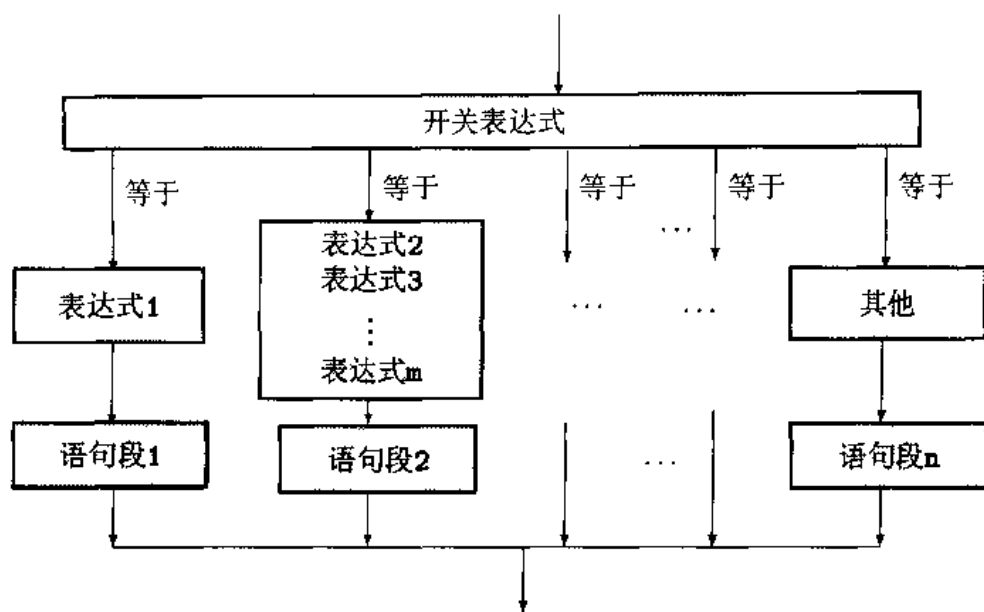 开关表达式
等于 等于 等于 等于 等于
表达式2
... 
表达式3
表达式1
... ...
其他
⋮
表达式m
语句段1 语句段2 ... 语句段n